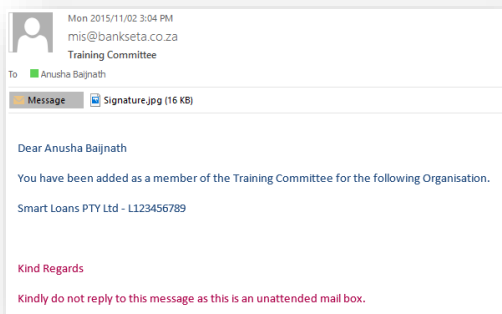 Mon 2015/11/02 3:04 PM
mis@bankseta.co.za
Training Committee
To Anusha Baijnath
Message Signature.jpg (16 KB)
Dear Anusha Baijnath
You have been added as a member of the Training Committee for the following Organisation.
Smart Loans PTY Ltd - L123456789
Kind Regards
Kindly do not reply to this message as this is an unattended mail box.